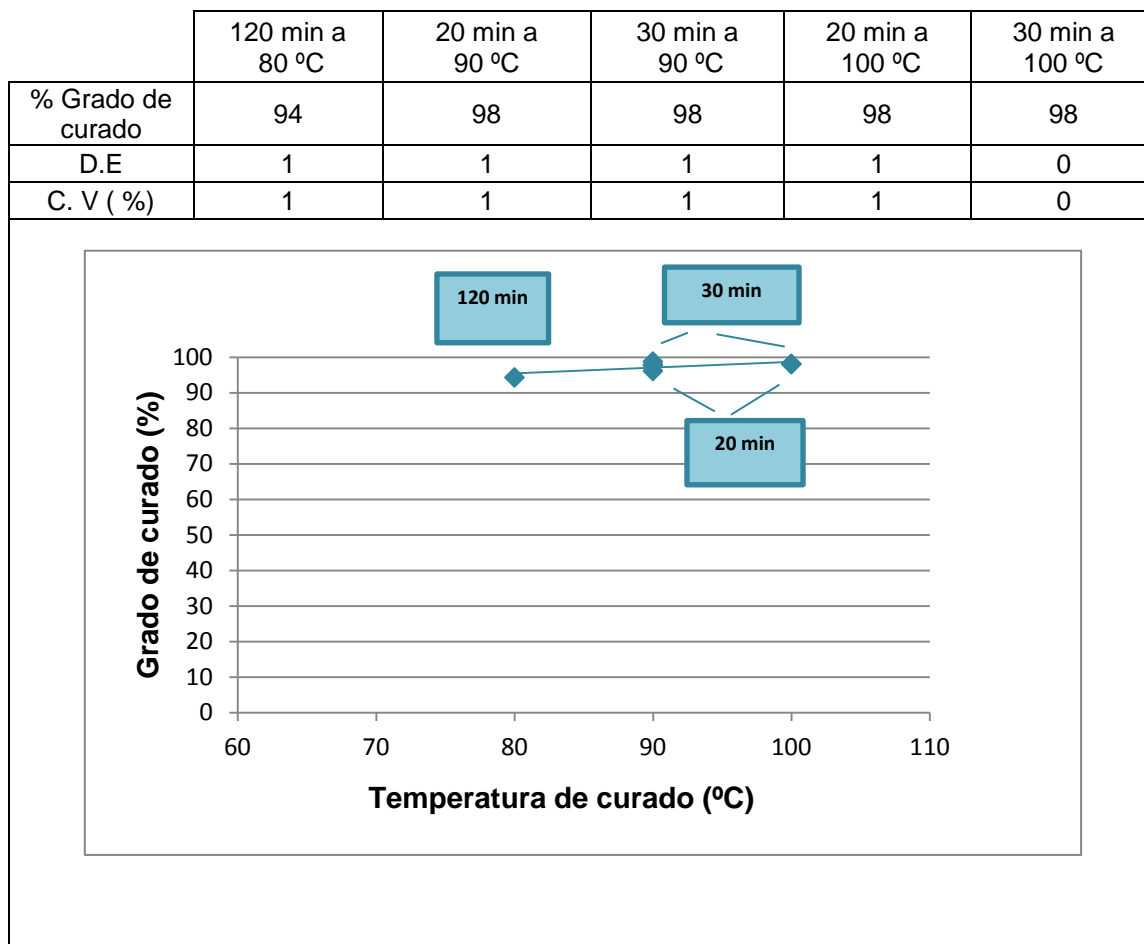 120 min a 20 min a 30 min a 20 min a 30 min a
80 ºC 90 ºC 90 ºC 100 ºC 100 ºC
% Grado de
curado 94 98 98 98 98
D.E 1 1 1 1 0
C. V ( %) 1 1 1 1 0
120 min
30 min
20 min
Grado de curado (%)
100
90
80
70
60
50
40
30
20
10
0
60 70 80 90 100 110
Temperatura de curado (ºC)